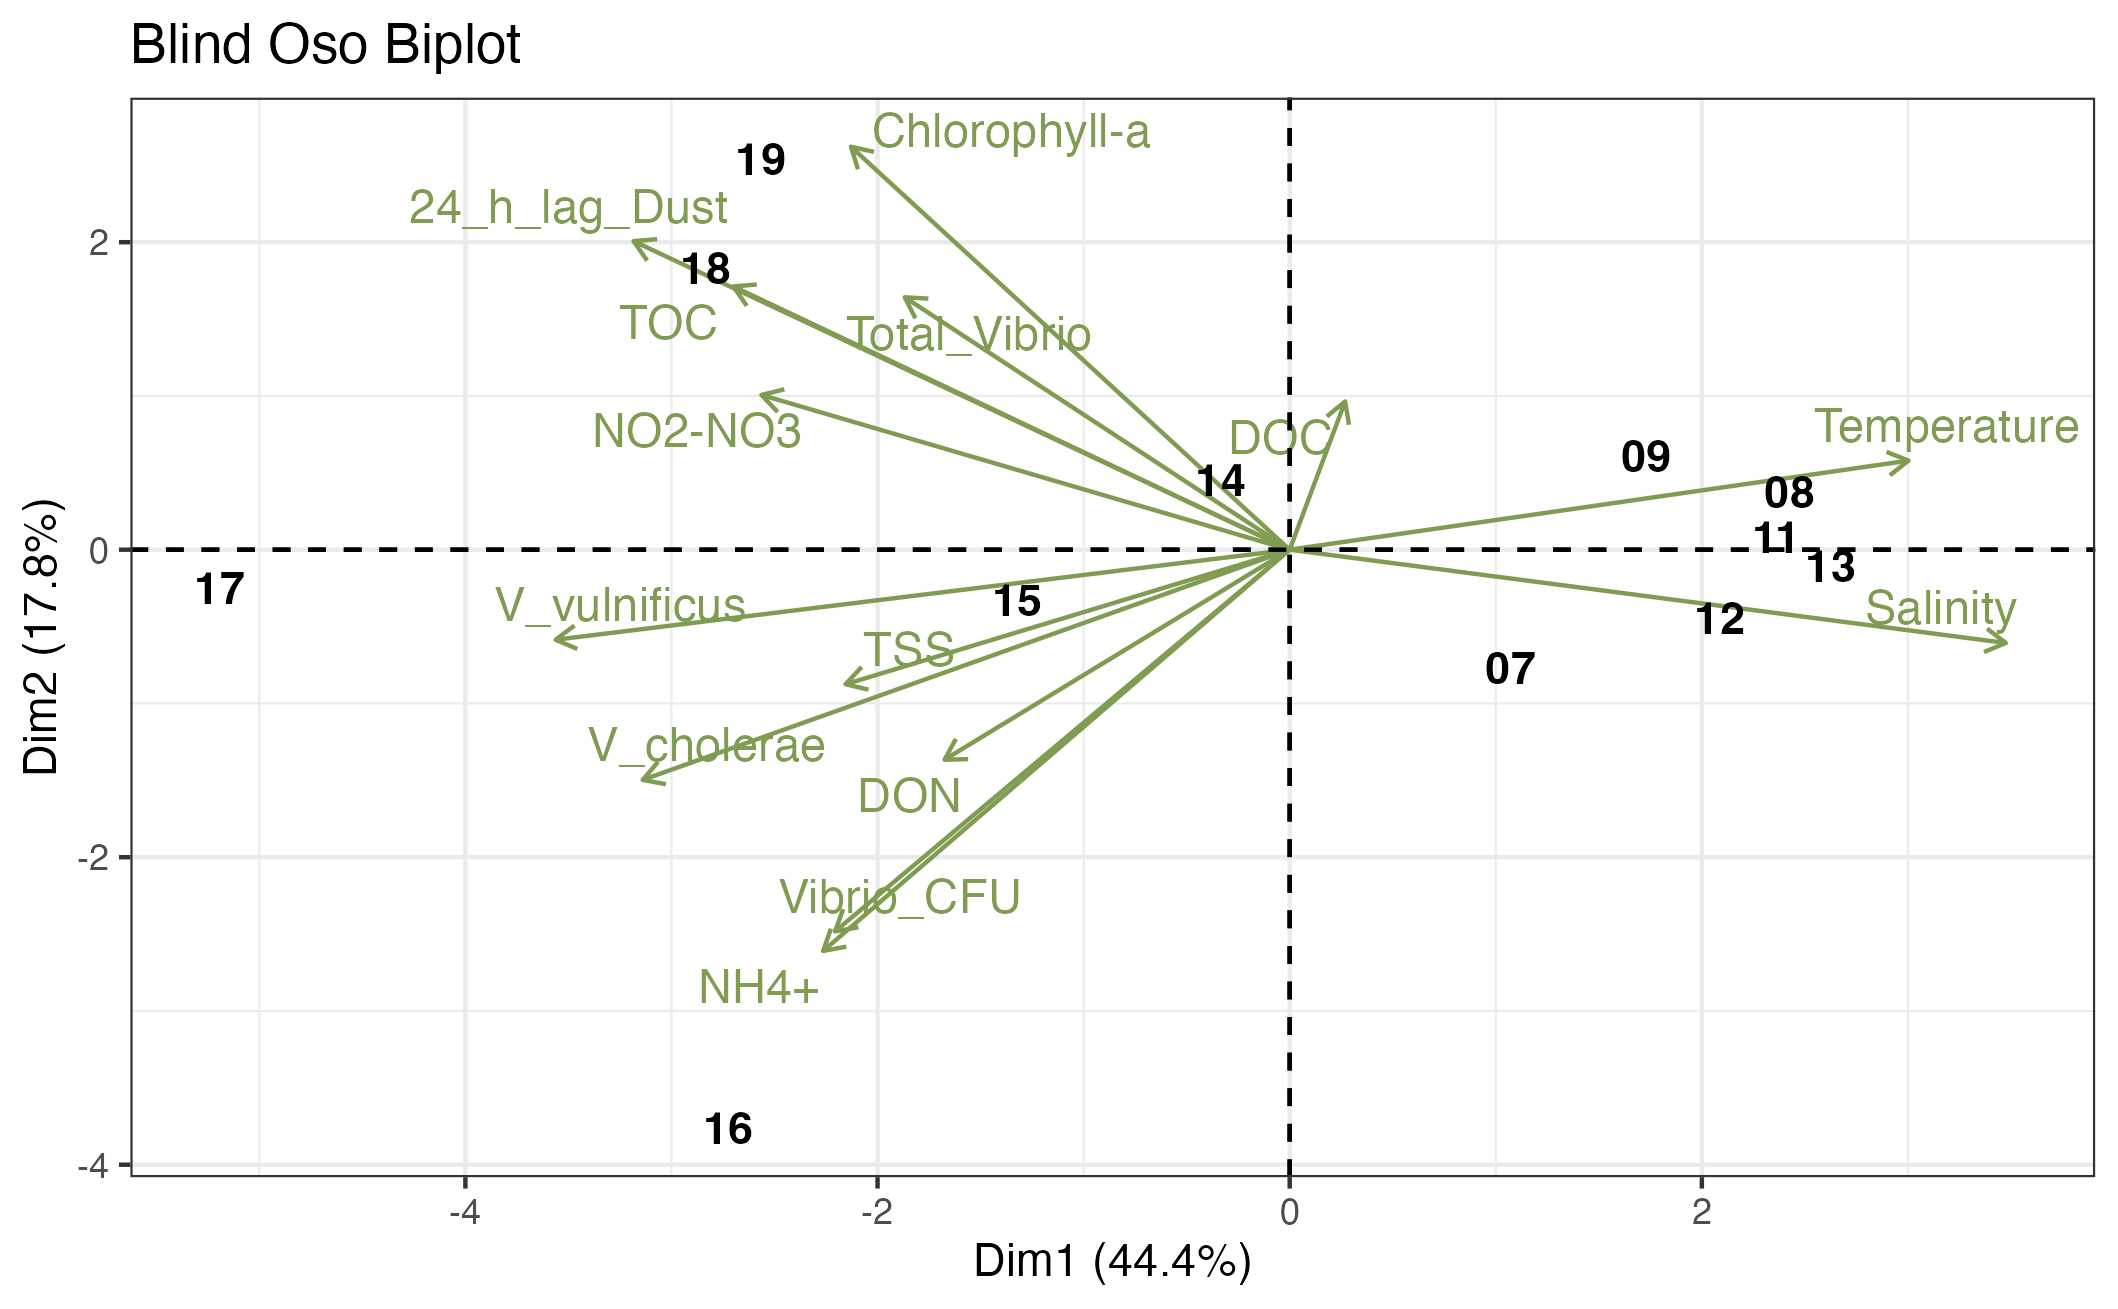 Blind Oso Biplot
Chlorophyll-a
19
24_h_lag_Dust
2
18
TOC
Total_Vibrio
NO2-NO3
DOC
Temperature
09
14
08
11
0
13
17
V_vulnificus
15
Salinity
12
TSS
07
V_cholerae
DON
-2
Vibrio_CFU
NH4+
16
-4
Dim2 (17.8%)
-4 -2 0 2
Dim1 (44.4%)